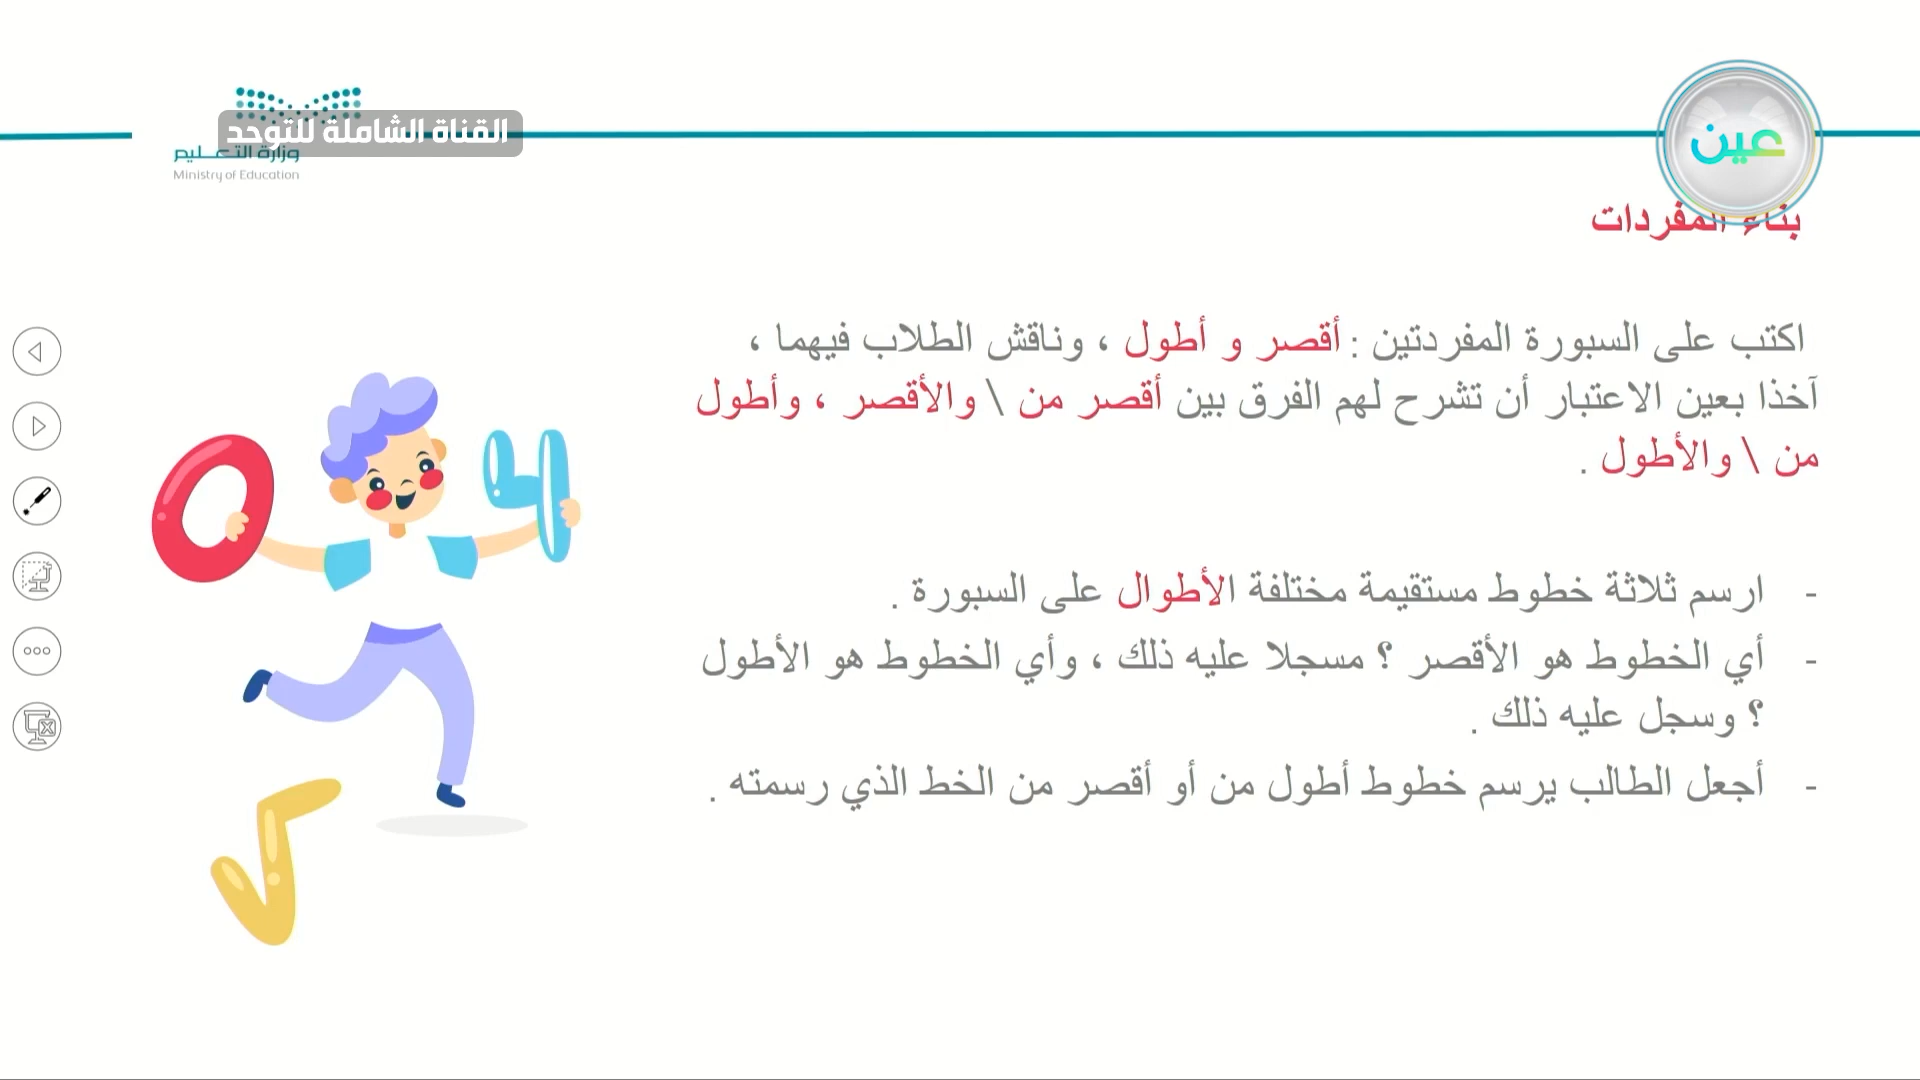 القناة الشاملة للتوحد
وزارة التعليم
Ministry of Education
عين
بناء المفردات
اكتب على السبورة المفردتين : أقصر و أطول ، وناقش الطلاب فيهما ،
آخذا بعين الاعتبار أن تشرح لهم الفرق بين أقصر من \ والأقصر ، وأطول
من \ والأطول .
- ارسم ثلاثة خطوط مستقيمة مختلفة الأطوال على السبورة .
- أي الخطوط هو الأقصر ؟ مسجلا عليه ذلك ، وأي الخطوط هو الأطول
؟ وسجل عليه ذلك .
- أجعل الطالب يرسم خطوط أطول من أو أقصر من الخط الذي رسمته .
0
4